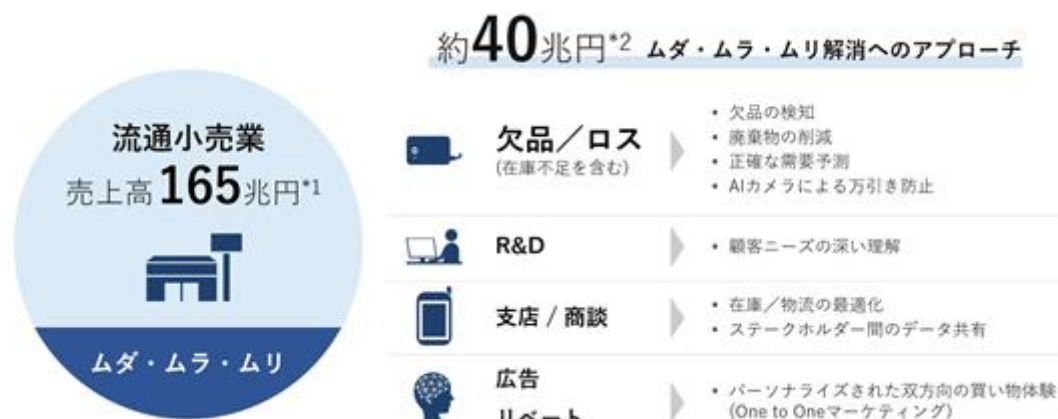 約40兆円*2 ムダ・ムラ・ムリ解消へのアプローチ
流通小売業
売上高165兆円*1
ムダ・ムラ・ムリ
欠品／ロス
(在庫不足を含む)
• 欠品の検知
• 廃棄物の削減
• 正確な需要予測
• AIカメラによる万引き防止
R&D
• 顧客ニーズの深い理解
支店 / 商談
• 在庫／物流の最適化
• ステークホルダー間のデータ共有
広告
リベート
• パーソナライズされた双方向の買い物体験
(One to Oneマーケティング)